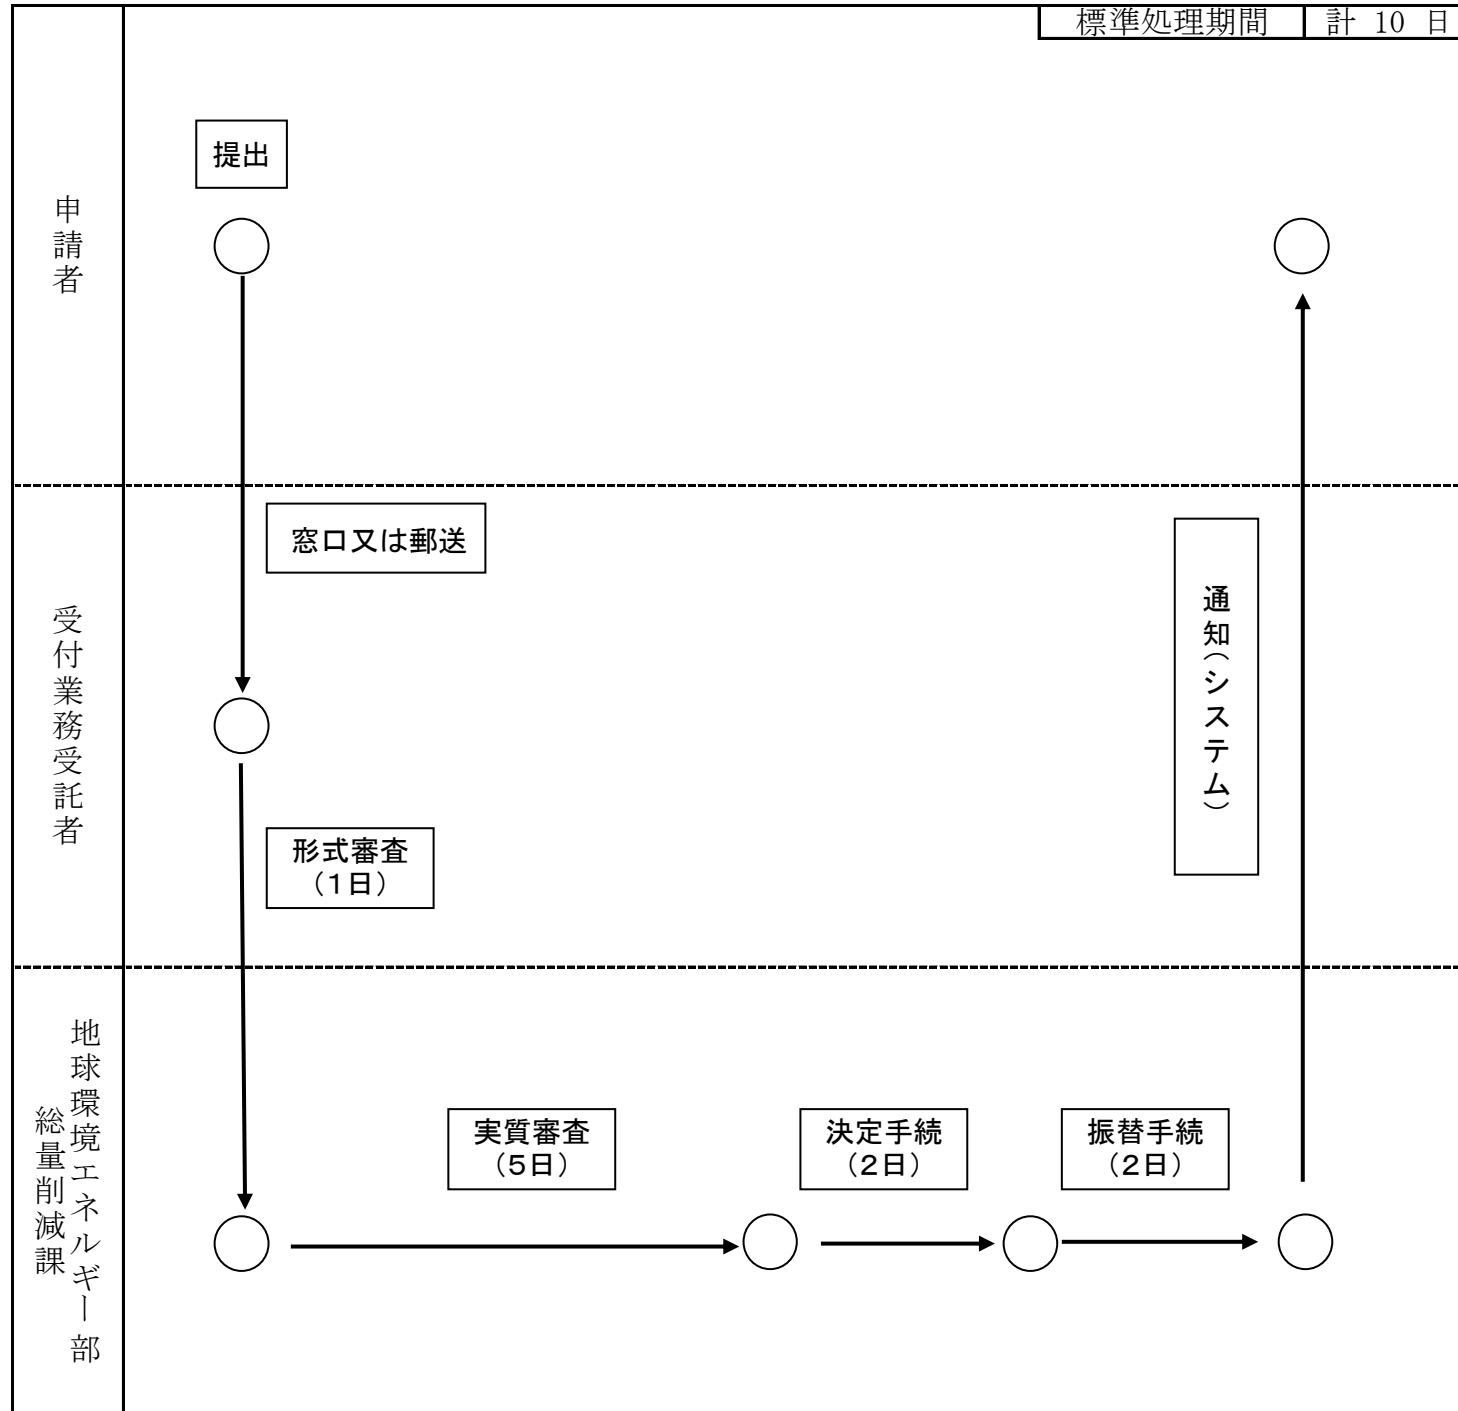 標準処理期間 計 10 日
申請者
提出
受付業務受託者
窓口又は郵送
形式審査
（1日）
通知（システム）
地球環境エネルギー部
総量削減課
実質審査
（5日）
決定手続
（2日）
振替手続
（2日）